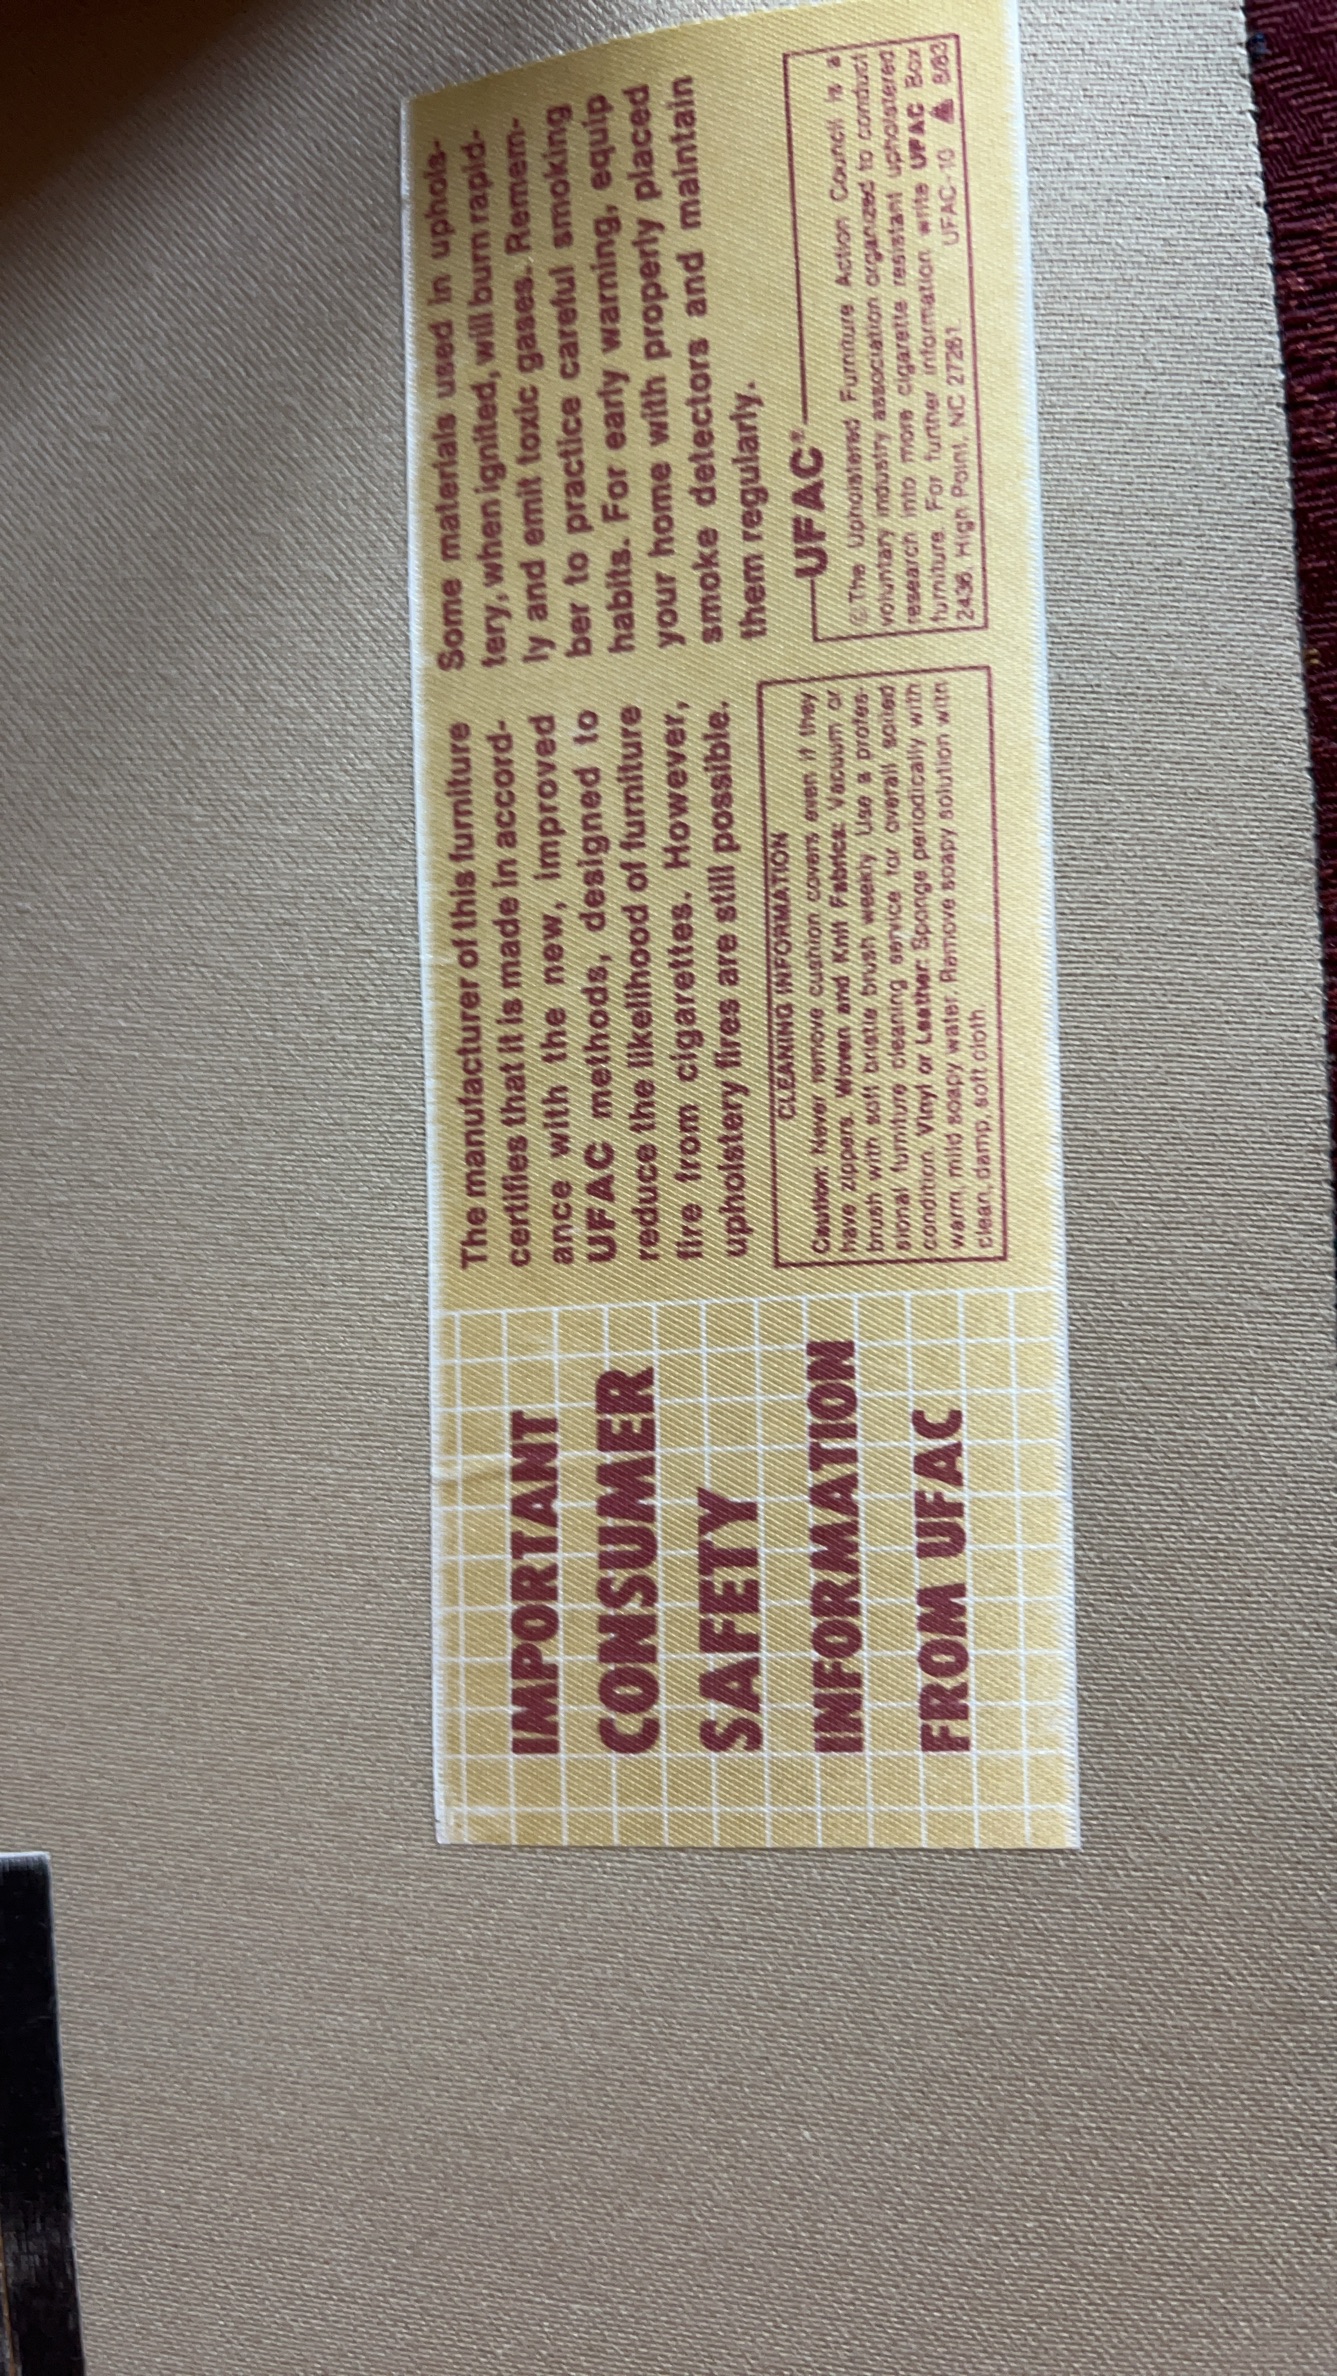 IMPORTANT
CONSUMER
SAFETY
INFORMATION
FROM UFAC
The manufacturer of this furniture
certifies that it is made in accord-
ance with the new, improved
UFAC methods, designed to
reduce the likelihood of furniture
fire from cigarettes. However,
upholstery fires are still possible.
CLEANING INFORMATION
Caution: Never remove cushion covers even if they
have zippers. Woven and Knit Fabrics: Vacuum or
brush with soft bristle brush weekly. Use a profes-
sional furniture cleaning service for overall soiled
condition. Vinyl or Leather: Sponge periodically with
warm, mild soapy water. Remove soapy solution with
clean, damp, soft cloth.
Some materials used in uphols-
tery, when ignited, will burn rapid-
ly and emit toxic gases. Remem-
ber to practice careful smoking
habits. For early warning, equip
your home with properly placed
smoke detectors and maintain
them regularly.
UFAC®
© The Upholstered Furniture Action Council is a
voluntary industry association organized to conduct
research into more cigarette resistant upholstered
furniture. For further information write UFAC Box
2436, High Point, NC 27261. UFAC-10 8/83